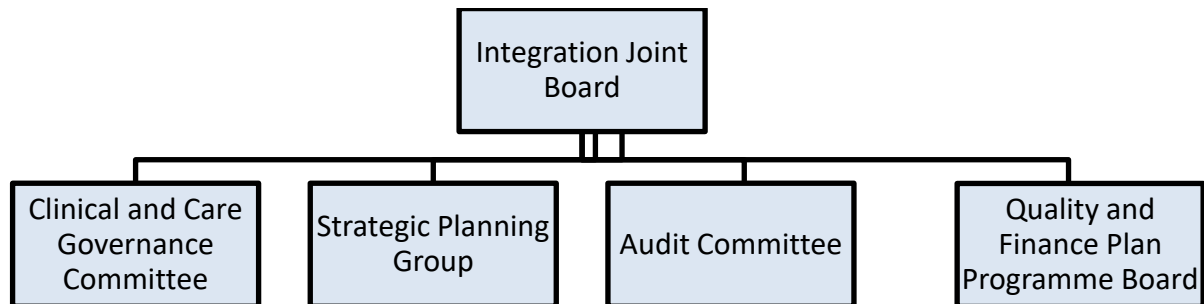 Integration Joint
Board
Clinical and Care
Governance
Committee
Strategic Planning
Group
Audit Committee
Quality and
Finance Plan
Programme Board